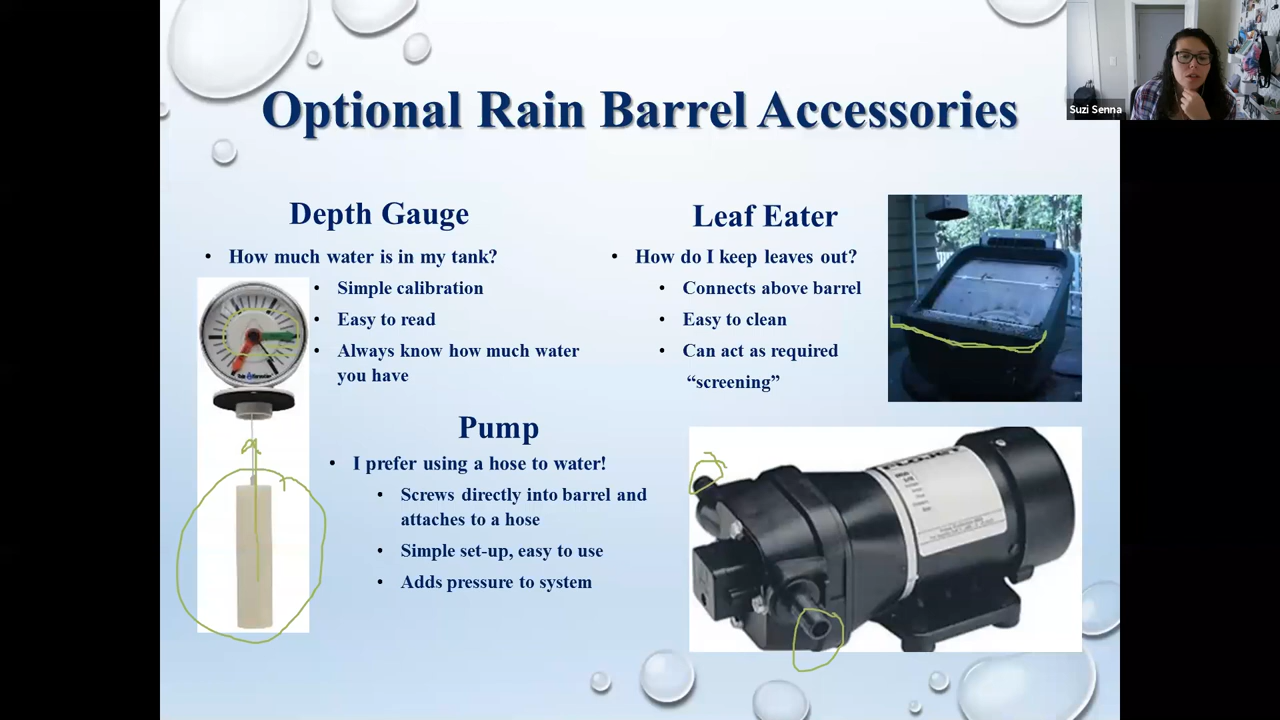 Optional Rain Barrel Accessories
Suzi Senna
Depth Gauge
• How much water is in my tank?
• Simple calibration
• Easy to read
• Always know how much water
you have
Leaf Eater
• How do I keep leaves out?
• Connects above barrel
• Easy to clean
• Can act as required
“screening”
Pump
• I prefer using a hose to water!
• Screws directly into barrel and
attaches to a hose
• Simple set-up, easy to use
• Adds pressure to system
FLOJET